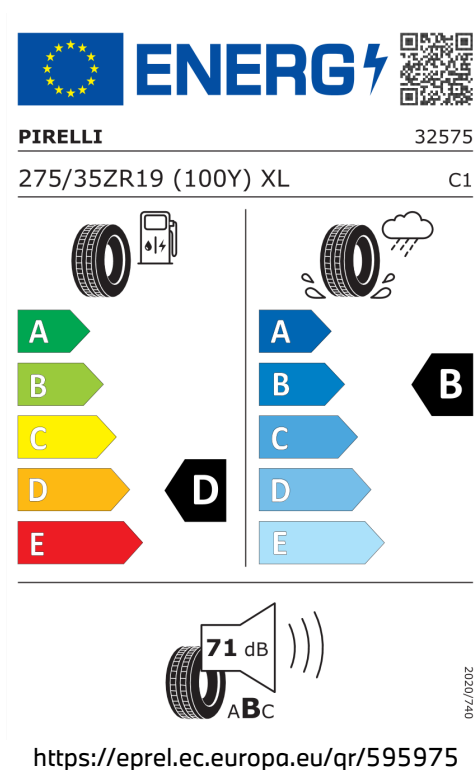 ENERG
PIRELLI 32575
275/35ZR19 (100Y) XL C1
A
B
C
D
E
D
A
B
C
D
E
B
71 dB
ABC
2020/740
https://eprel.ec.europa.eu/qr/595975